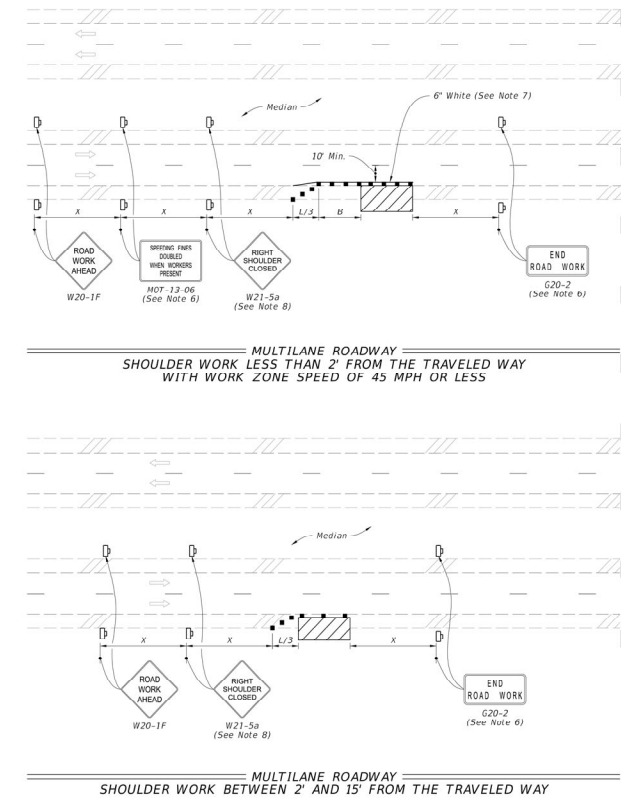 6" White (See Note 7)
Median
10' Min.
X
X
X
L/3
B
X
ROAD
WORK
AHEAD
W20-1F
SPEEDING FINES
DOUBLED
WHEN WORKERS
PRESENT
MOT-13-06
(See Note 6)
RIGHT
SHOULDER
CLOSED
W21-5a
(See Note 8)
END
ROAD WORK
G20-2
(See Note 6)
MULTILANE ROADWAY
SHOULDER WORK LESS THAN 2' FROM THE TRAVELED WAY
WITH WORK ZONE SPEED OF 45 MPH OR LESS
Median
X
X
L/3
X
ROAD
WORK
AHEAD
W20-1F
RIGHT
SHOULDER
CLOSED
W21-5a
(See Note 8)
END
ROAD WORK
G20-2
(See Note 6)
MULTILANE ROADWAY
SHOULDER WORK BETWEEN 2' AND 15' FROM THE TRAVELED WAY